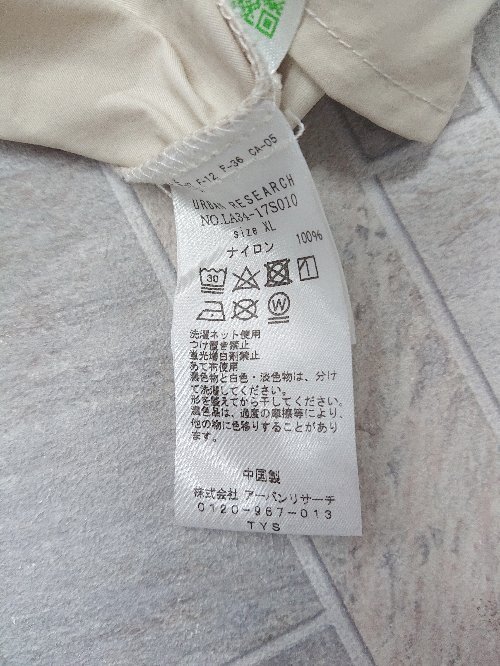 F-12 F-36 CA-05
URBAN RESEARCH
NO.LA34-17S010
Size XL
ナイロン 100%
30
W
洗濯ネット使用
つけ置き禁止
蛍光増白剤禁止
あて布使用
濃色物と白色・淡色物は、分け
て洗濯してください。
形を整えてから干してください。
濃色品は、過度の摩擦等により、
他の物に色移りすることがあり
ます。
中国製
株式会社 アーバンリサーチ
0120-967-013
TYS